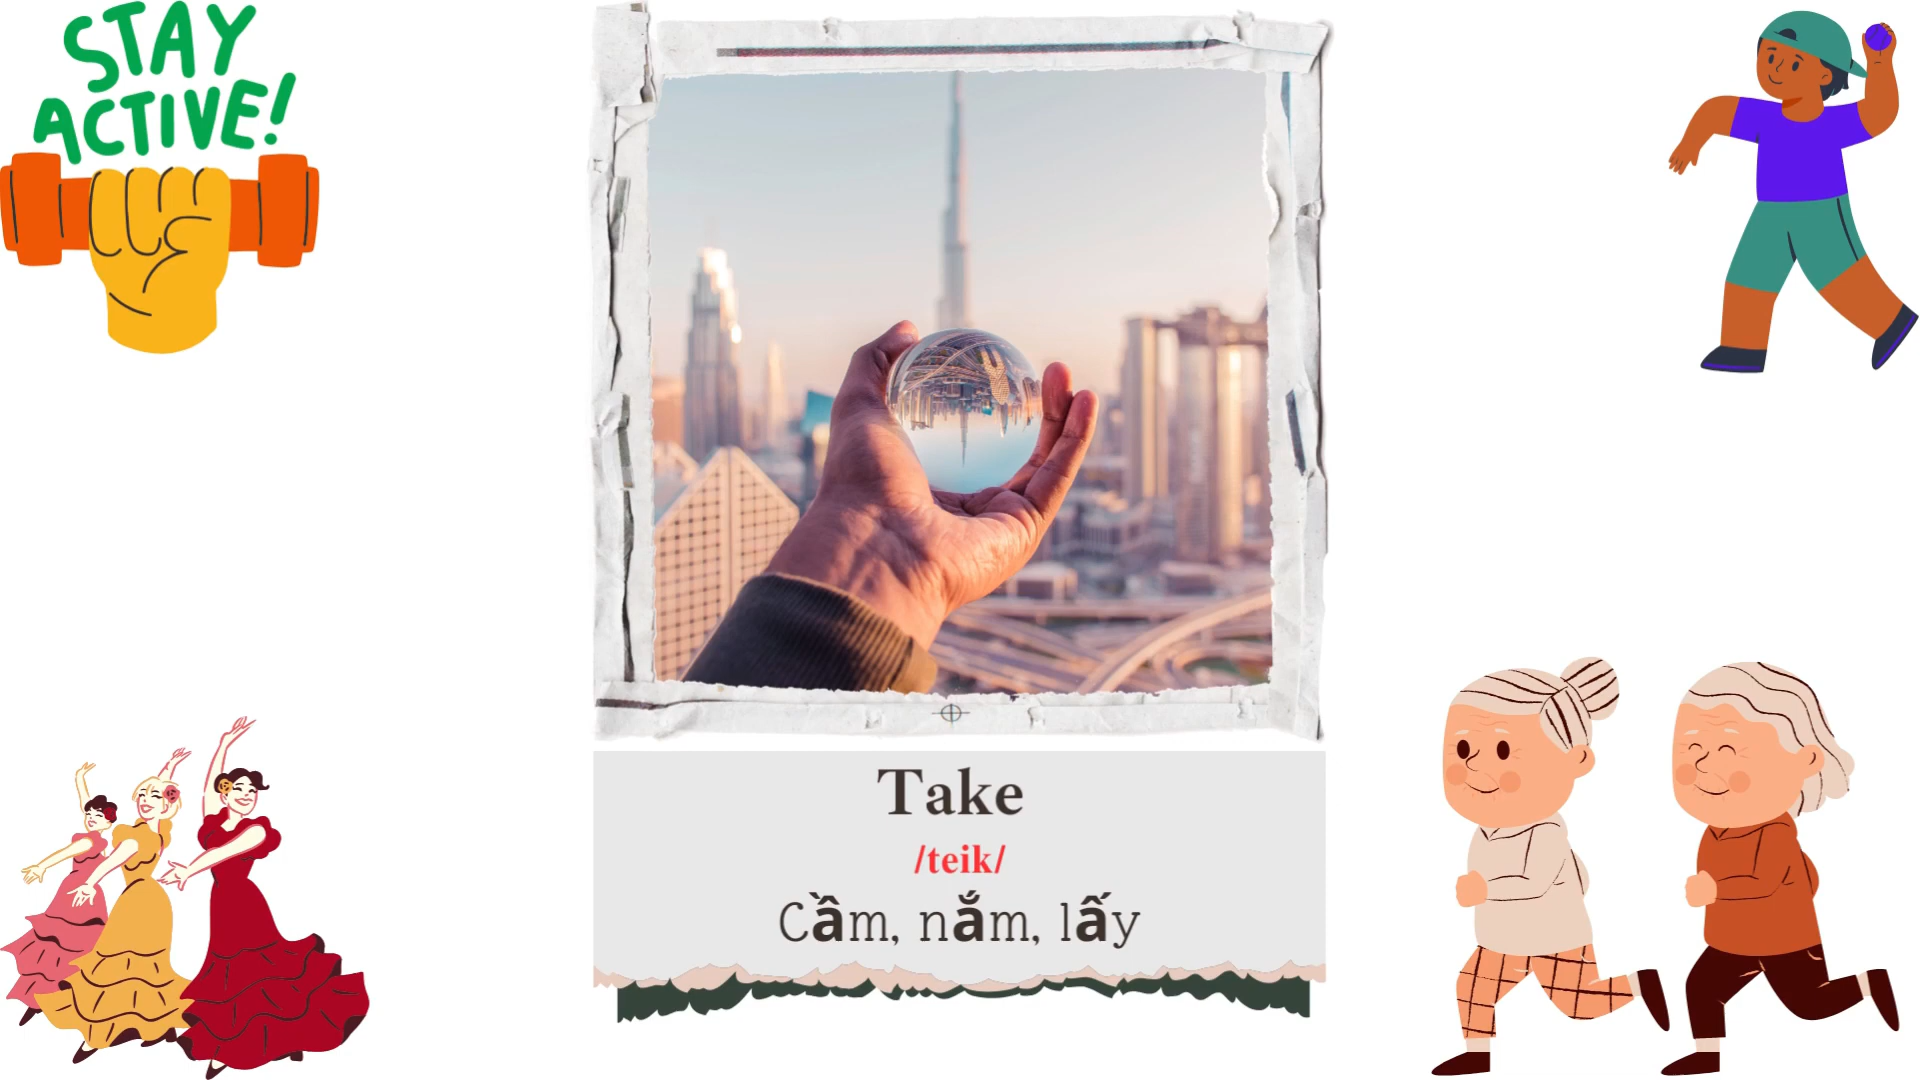 STAY
ACTIVE!
Take
/teik/
Cầm, nắm, lấy